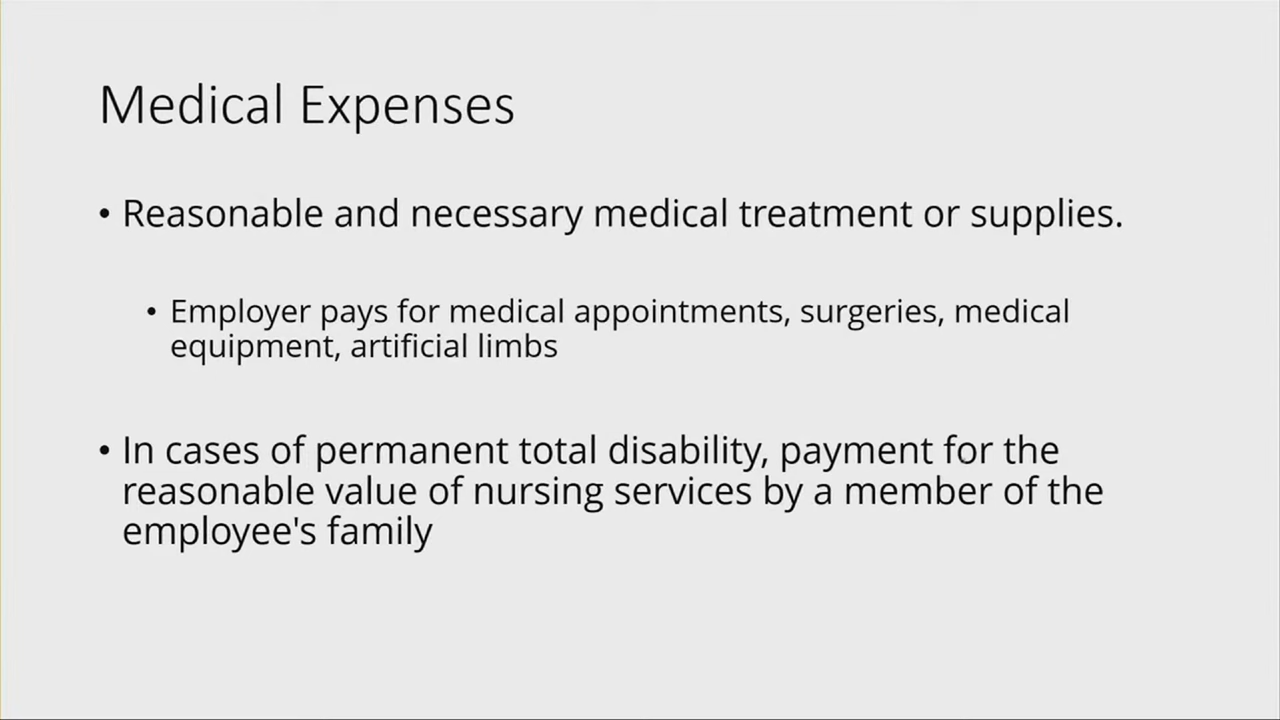 Medical Expenses
• Reasonable and necessary medical treatment or supplies.
• Employer pays for medical appointments, surgeries, medical
equipment, artificial limbs
• In cases of permanent total disability, payment for the
reasonable value of nursing services by a member of the
employee's family